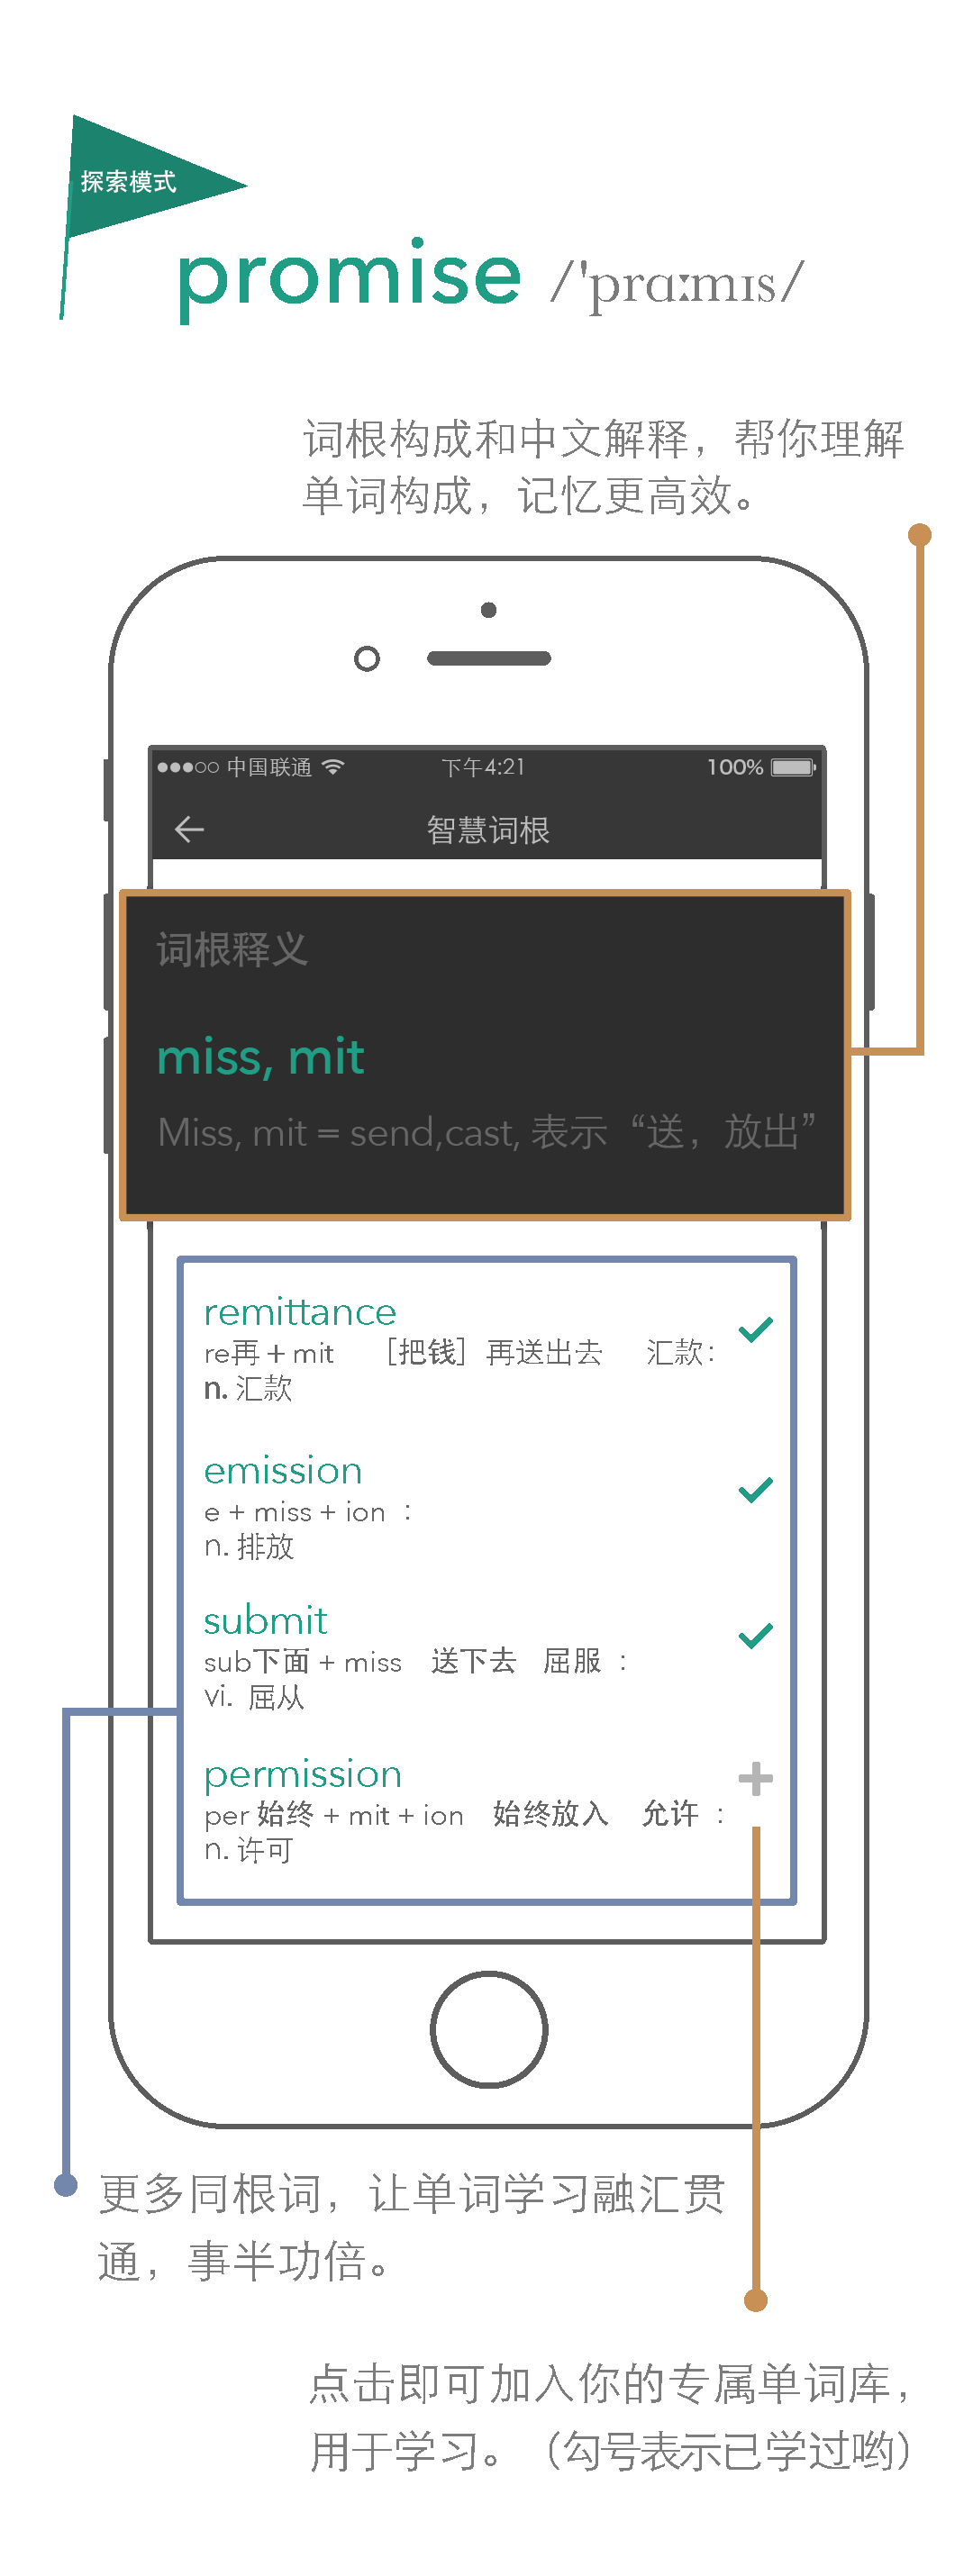 探索模式
promise /'prɑːmɪs/
词根构成和中文解释，帮你理解
单词构成，记忆更高效。
中国联通 下午4:21 100%
智慧词根
词根释义
miss, mit
Miss, mit = send,cast, 表示“送，放出”
remittance
re再 + mit ［把钱］再送出去 汇款：
n. 汇款
emission
e + miss + ion ：
n. 排放
submit
sub下面 + miss 送下去 屈服 ：
vi. 屈从
permission
per 始终 + mit + ion 始终放入 允许 ：
n. 许可
更多同根词，让单词学习融汇贯
通，事半功倍。
点击即可加入你的专属单词库，
用于学习。（勾号表示已学过哟）